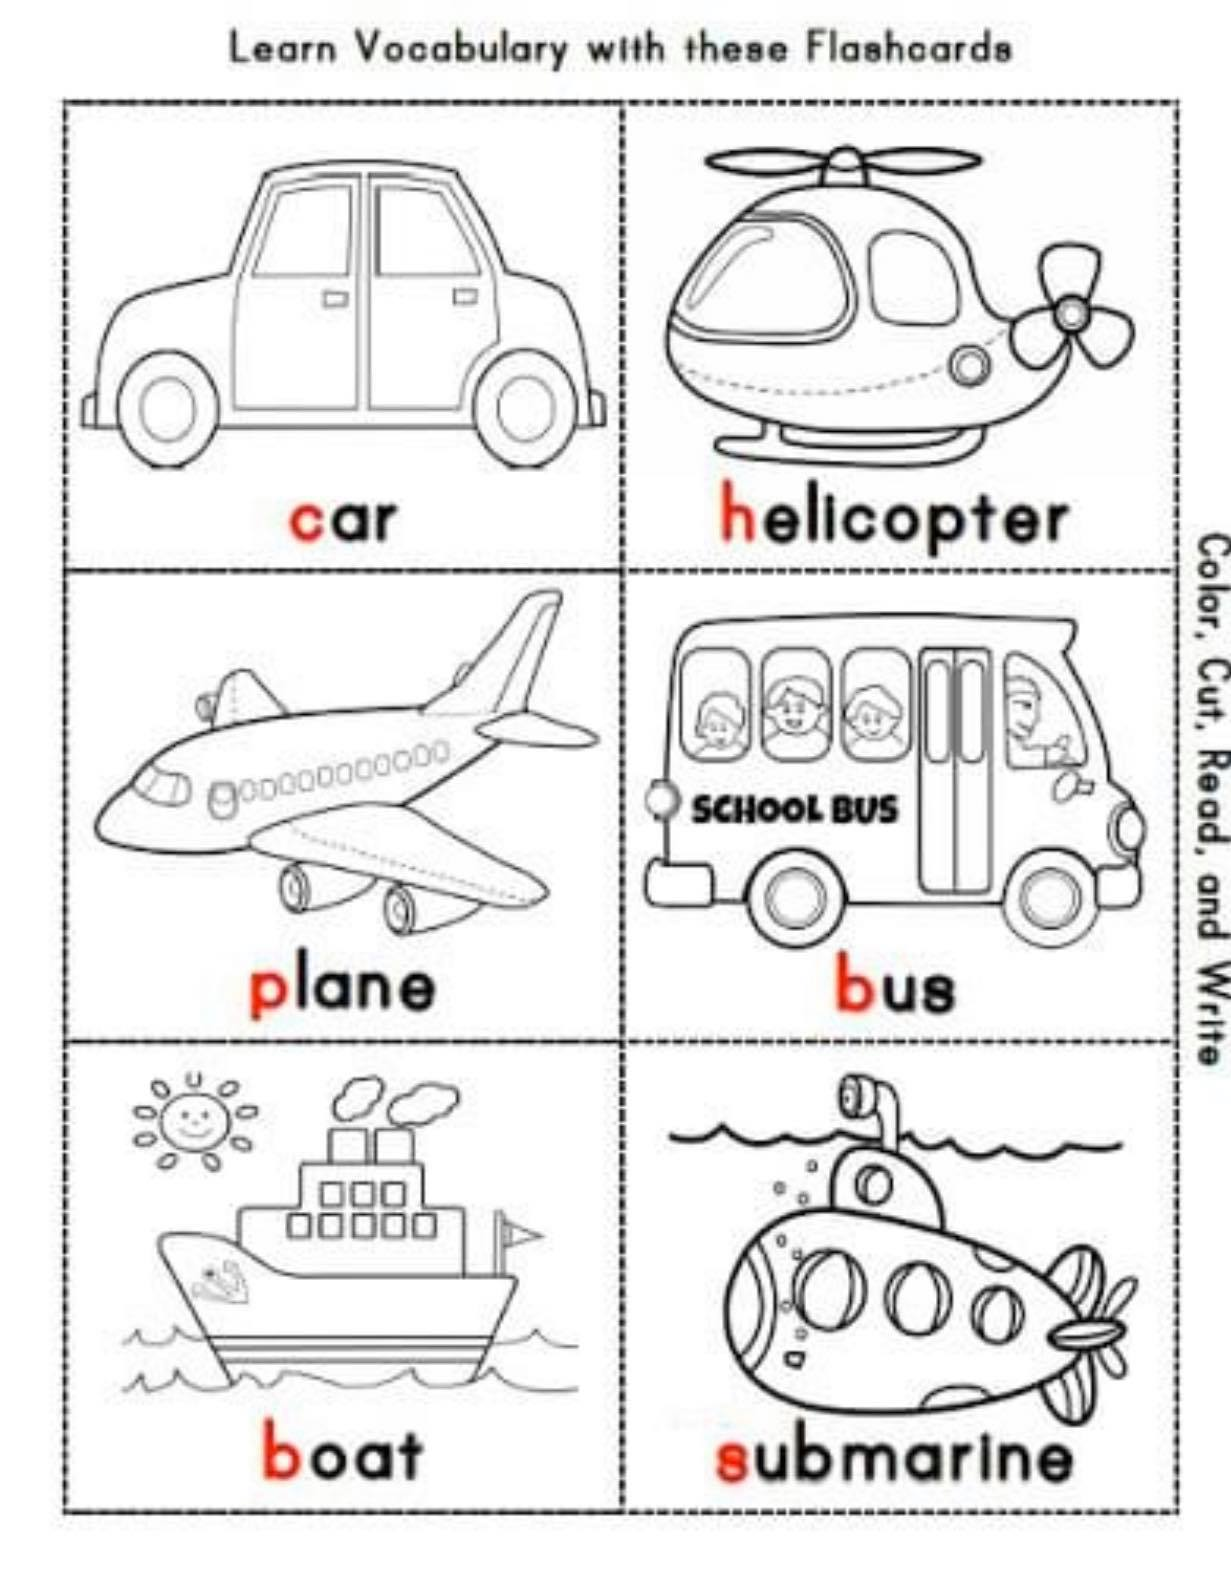 Learn Vocabulary with these Flashcards
car
helicopter
plane
SCHOOL BUS
bus
boat
submarine
Color, Cut, Read, and Write